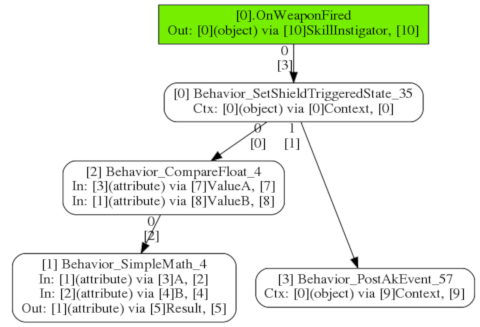 [0].OnWeaponFired
Out: [0](object) via [10]SkillInstigator, [10]
0
[3]
[0] Behavior_SetShieldTriggeredState_35
Ctx: [0](object) via [0]Context, [0]
0 1
[0] [1]
[2] Behavior_CompareFloat_4
In: [3](attribute) via [7]ValueA, [7]
In: [1](attribute) via [8]ValueB, [8]
0
[2]
[1] Behavior_SimpleMath_4
In: [1](attribute) via [3]A, [2]
In: [2](attribute) via [4]B, [4]
Out: [1](attribute) via [5]Result, [5]
[3] Behavior_PostAkEvent_57
Ctx: [0](object) via [9]Context, [9]